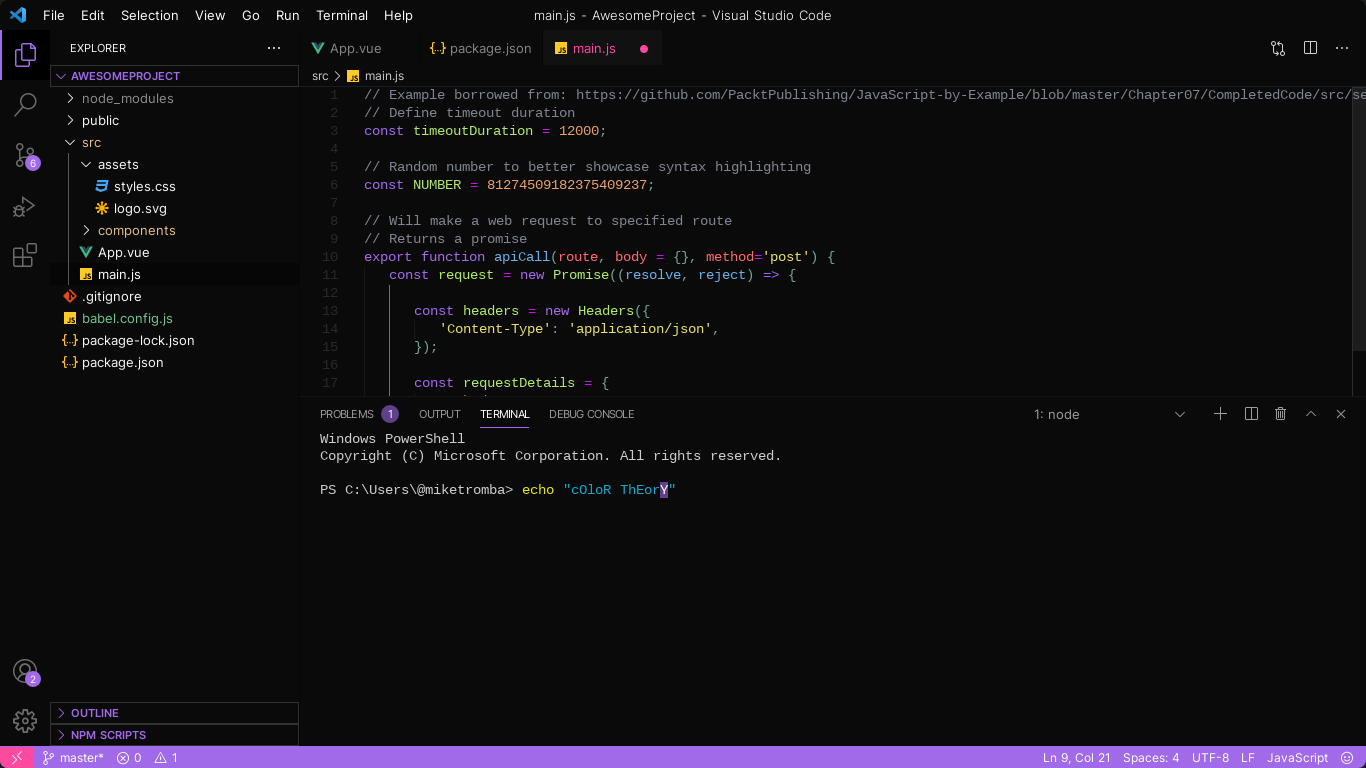 File Edit Selection View Go Run Terminal Help main.js - AwesomeProject - Visual Studio Code
EXPLORER
App.vue
package.json
main.js
AWESOMEPROJECT
node_modules
public
src
assets
styles.css
logo.svg
components
App.vue
main.js
.gitignore
babel.config.js
package-lock.json
package.json
OUTLINE
NPM SCRIPTS
6
2
src main.js
1 // Example borrowed from: https://github.com/PacktPublishing/JavaScript-by-Example/blob/master/Chapter07/CompletedCode/src/se
2 // Define timeout duration
3 const timeoutDuration = 12000;
4
5 // Random number to better showcase syntax highlighting
6 const NUMBER = 81274509182375409237;
7
8 // Will make a web request to specified route
9 // Returns a promise
10 export function apiCall(route, body = {}, method='post') {
11 const request = new Promise((resolve, reject) => {
12
13 const headers = new Headers({
14 'Content-Type': 'application/json',
15 });
16
17 const requestDetails = {
PROBLEMS 1 OUTPUT TERMINAL DEBUG CONSOLE 1: node
Windows PowerShell
Copyright (C) Microsoft Corporation. All rights reserved.
PS C:\Users\@miketromba> echo "cOloR ThEorY"
master* 0 1 Ln 9, Col 21 Spaces: 4 UTF-8 LF JavaScript